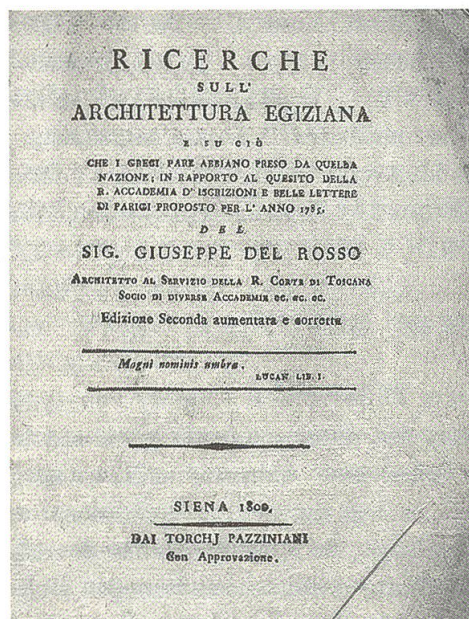 RICERCHE
SULL'
ARCHITETTURA EGIZIANA
E SU CIÒ
CHE I GRECI PARE ABBIANO PRESO DA QUELLA
NAZIONE; IN RAPPORTO AL QUESITO DELLA
R. ACCADEMIA D' ISCRIZIONI E BELLE LETTERE
DI PARIGI PROPOSTO PER L' ANNO 1785.
DEL
SIG. GIUSEPPE DEL ROSSO
ARCHITETTO AL SERVIZIO DELLA R. CORTE DI TOSCANA
SOCIO DI DIVERSE ACCADEMIE ec. ec. ec.
Edizione Seconda aumentata e corretta
Magni nominis umbra.
LUCAN LIB. I.
SIENA 1800.
DAI TORCHJ PAZZINIANI
Con Approvazione.